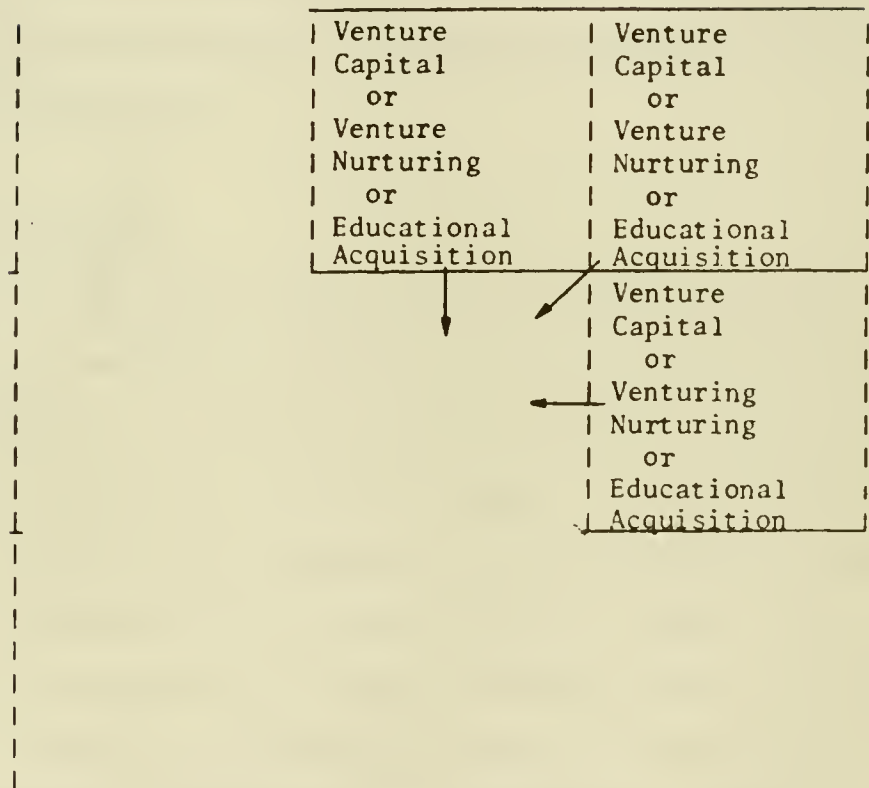 Venture
Capital
or
Venture
Nurturing
or
Educational
Acquisition
Venture
Capital
or
Venture
Nurturing
or
Educational
Acquisition
Venture
Capital
or
Venturing
Nurturing
or
Educational
Acquisition